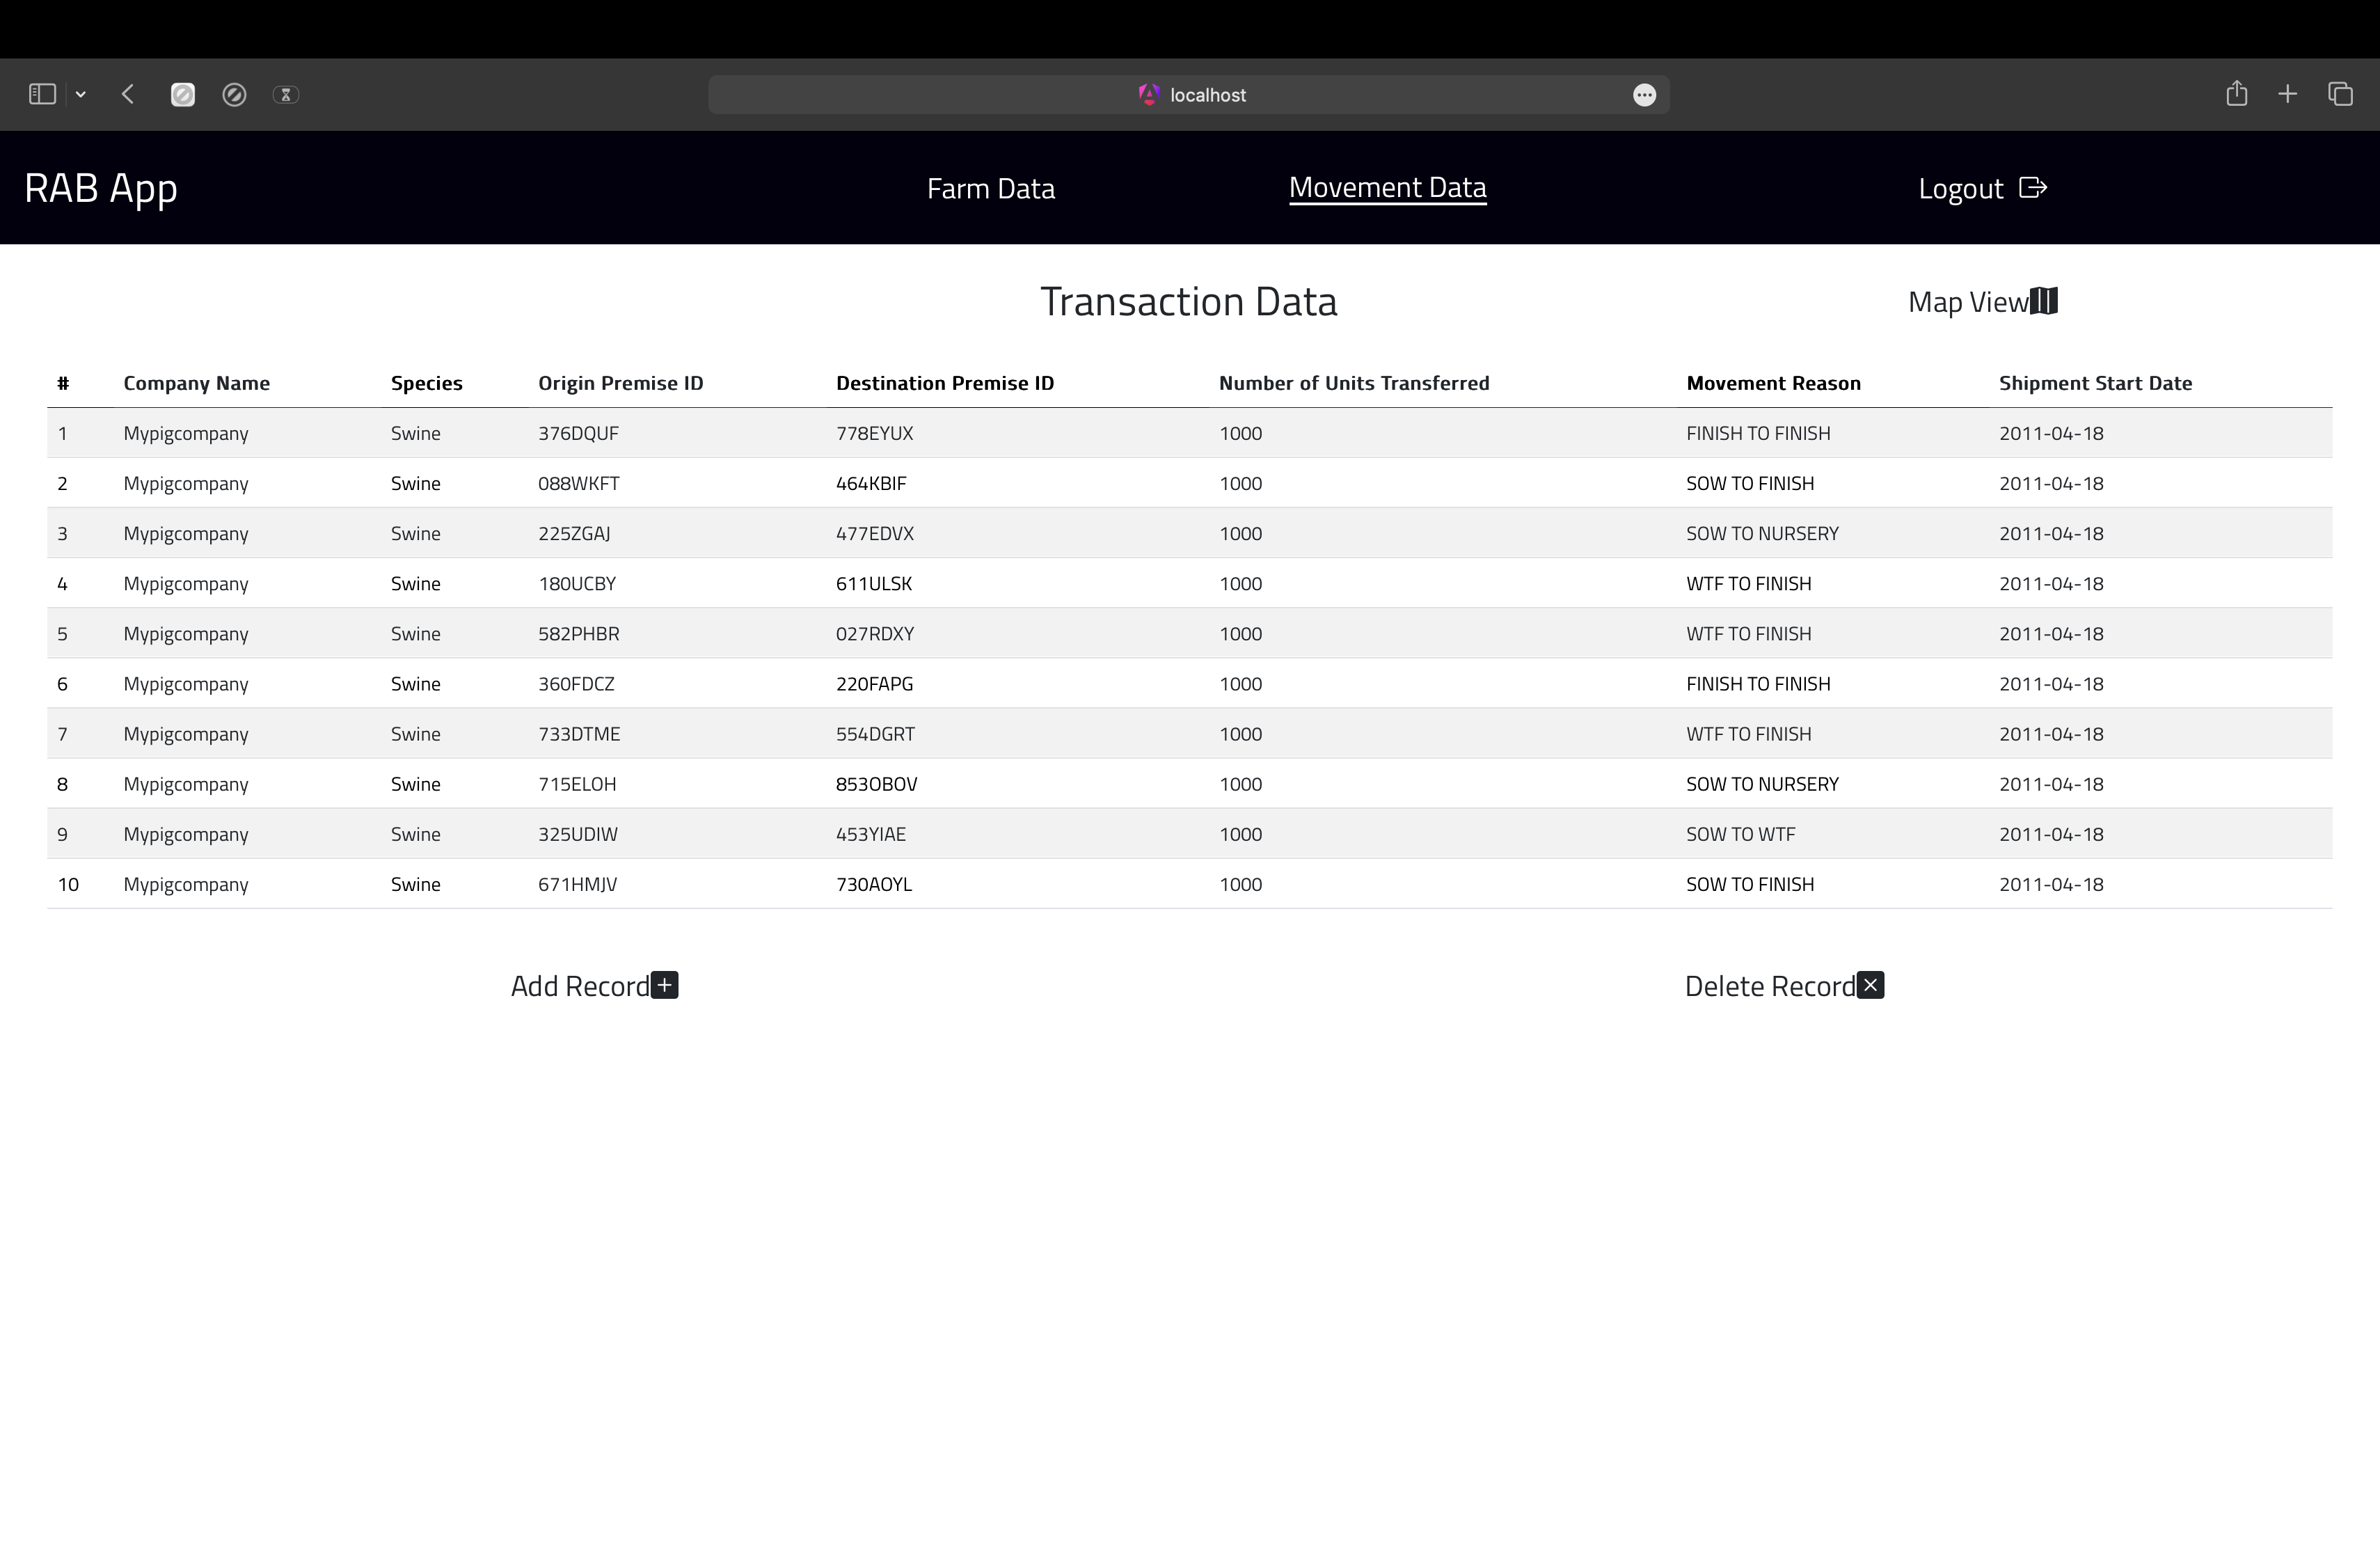 localhost
RAB App Farm Data Movement Data Logout
Transaction Data Map View
# Company Name Species Origin Premise ID Destination Premise ID Number of Units Transferred Movement Reason Shipment Start Date
1 Mypigcompany Swine 376DQUF 778EYUX 1000 FINISH TO FINISH 2011-04-18
2 Mypigcompany Swine 088WKFT 464KBIF 1000 SOW TO FINISH 2011-04-18
3 Mypigcompany Swine 225ZGAJ 477EDVX 1000 SOW TO NURSERY 2011-04-18
4 Mypigcompany Swine 180UCBY 611ULSK 1000 WTF TO FINISH 2011-04-18
5 Mypigcompany Swine 582PHBR 027RDXY 1000 WTF TO FINISH 2011-04-18
6 Mypigcompany Swine 360FDCZ 220FAPG 1000 FINISH TO FINISH 2011-04-18
7 Mypigcompany Swine 733DTME 554DGRT 1000 WTF TO FINISH 2011-04-18
8 Mypigcompany Swine 715ELOH 853OBOV 1000 SOW TO NURSERY 2011-04-18
9 Mypigcompany Swine 325UDIW 453YIAE 1000 SOW TO WTF 2011-04-18
10 Mypigcompany Swine 671HMJV 730AOYL 1000 SOW TO FINISH 2011-04-18
Add Record Delete Record